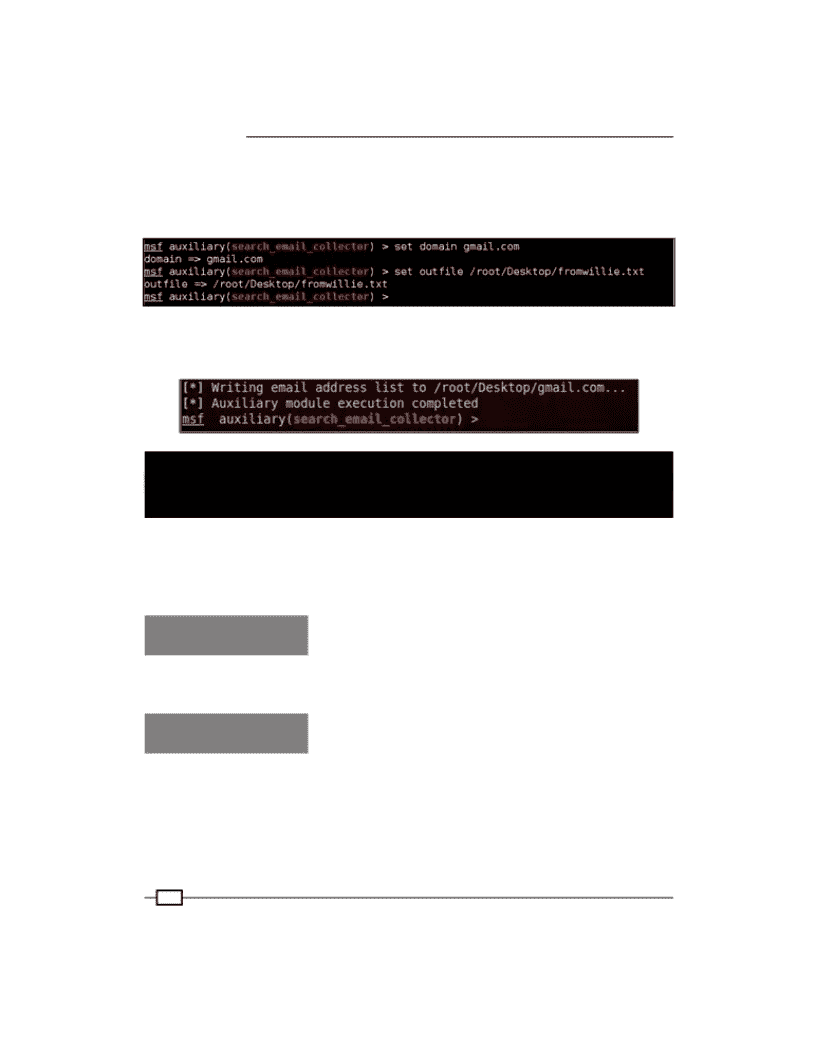 msf auxiliary(search_email_collector) > set domain gmail.com
domain => gmail.com
msf auxiliary(search_email_collector) > set outfile /root/Desktop/fromwillie.txt
outfile => /root/Desktop/fromwillie.txt
msf auxiliary(search_email_collector) >
[*] Writing email address list to /root/Desktop/gmail.com...
[*] Auxiliary module execution completed
msf auxiliary(search_email_collector) >